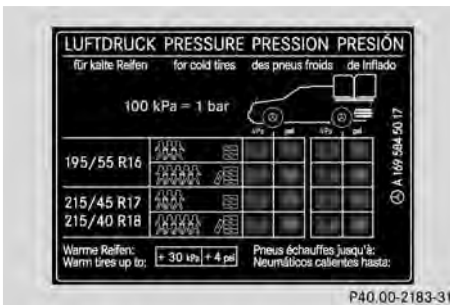 LUFTDRUCK PRESSURE PRESSION PRESIÓN
für kalte Reifen for cold tires des pneus froids de Inflado
100 kPa = 1 bar
kPa psi kPa psi
195/55 R16
215/45 R17
215/40 R18
Warme Reifen: + 30 kPa + 4 psi Pneus échauffes jusqu'à:
Warm tires up to: Neumáticos calientes hasta:
A 169 584 50 17
P40.00-2183-31